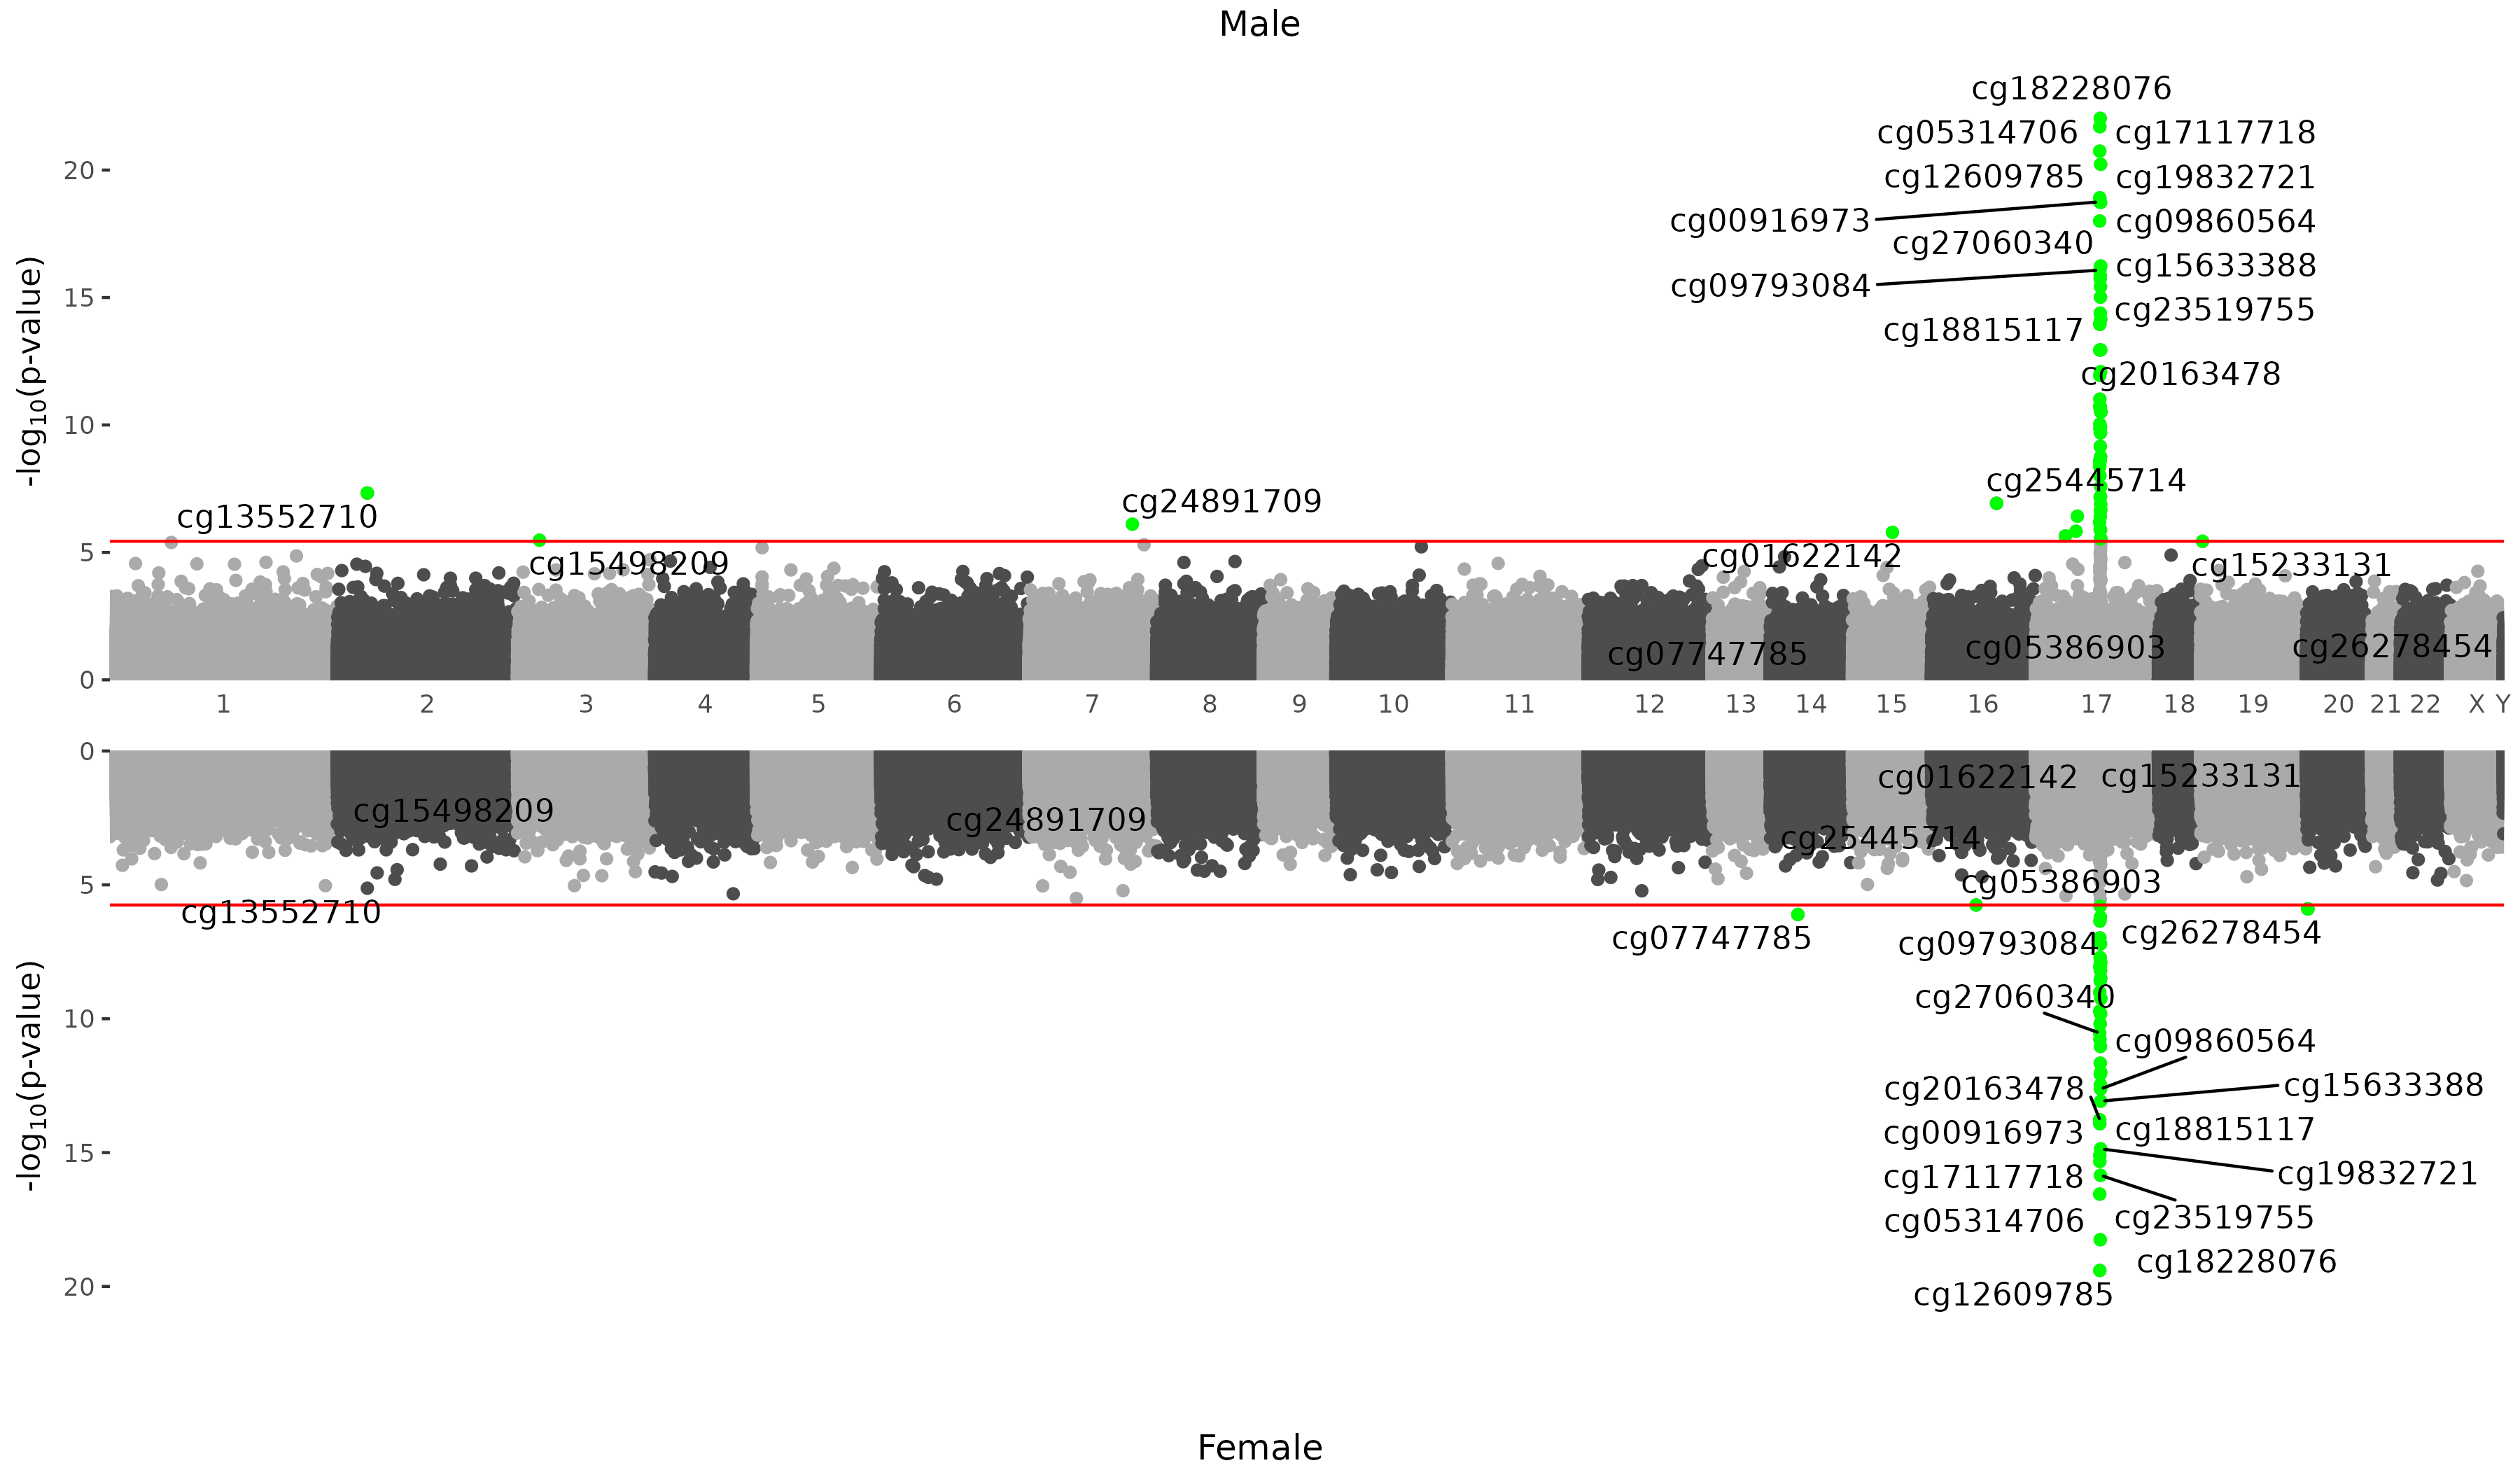 Male
cg18228076
cg05314706 cg17117718
cg12609785 cg19832721
cg00916973 cg09860564
cg27060340
cg15633388
cg09793084
cg23519755
cg18815117
cg20163478
cg25445714
cg24891709
cg13552710
cg15498209
cg01622142
cg15233131
cg07747785
cg05386903
cg26278454
-log10(p-value)
20
15
10
5
0
1 2 3 4 5 6 7 8 9 10 11 12 13 14 15 16 17 18 19 20 21 22 X Y
0
5
10
15
20
-log10(p-value)
cg01622142 cg15233131
cg15498209
cg24891709
cg25445714
cg05386903
cg13552710
cg07747785
cg26278454
cg09793084
cg27060340
cg09860564
cg20163478 cg15633388
cg00916973 cg18815117
cg17117718 cg19832721
cg05314706 cg23519755
cg18228076
cg12609785
Female